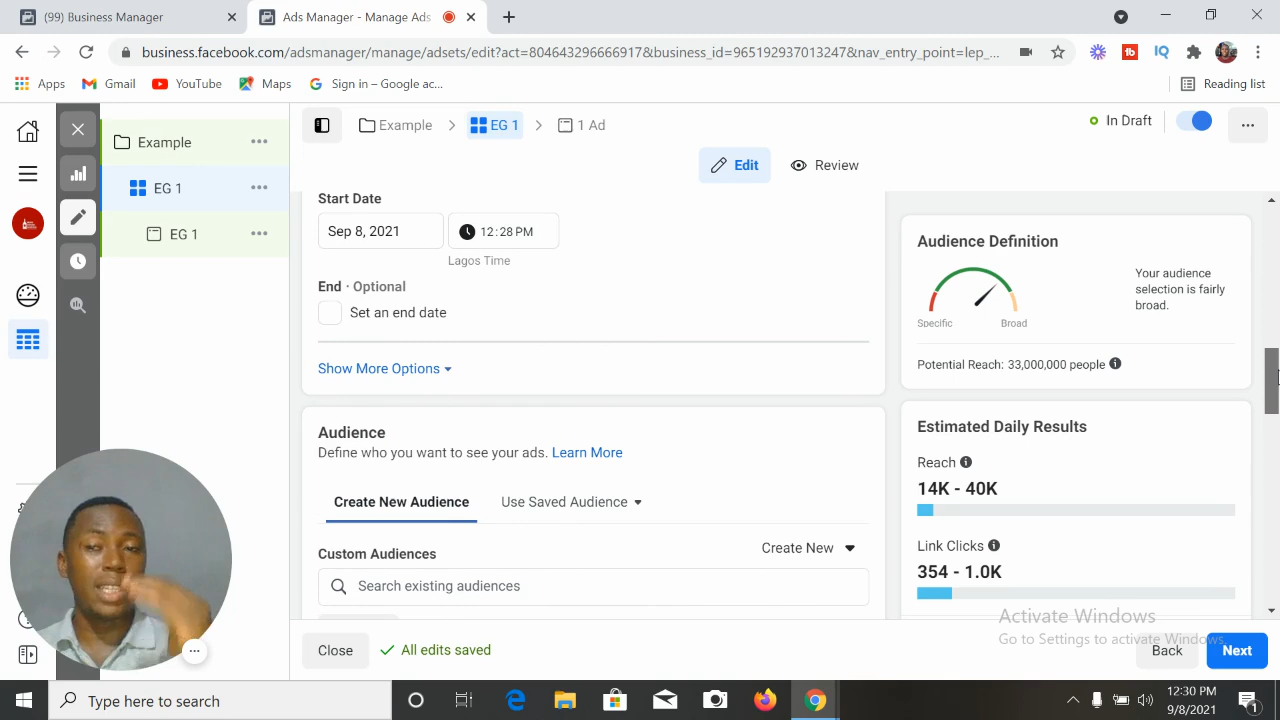 (99) Business Manager
Ads Manager - Manage Ads
business.facebook.com/adsmanager/manage/adsets/edit?act=804643296666917&business_id=965192937013247&nav_entry_point=lep_...
Apps
Gmail
YouTube
Maps
Sign in – Google ac...
Reading list
Example
EG 1
EG 1
Example
EG 1
1 Ad
In Draft
Edit
Review
Start Date
Sep 8, 2021
12:28 PM
Lagos Time
End · Optional
Set an end date
Show More Options
Audience
Define who you want to see your ads. Learn More
Create New Audience
Use Saved Audience
Custom Audiences
Create New
Search existing audiences
Audience Definition
Specific
Broad
Your audience
selection is fairly
broad.
Potential Reach: 33,000,000 people
Estimated Daily Results
Reach
14K - 40K
Link Clicks
354 - 1.0K
Activate Windows
Go to Settings to activate Windows.
Close
All edits saved
Back
Next
Type here to search
12:30 PM
9/8/2021
1